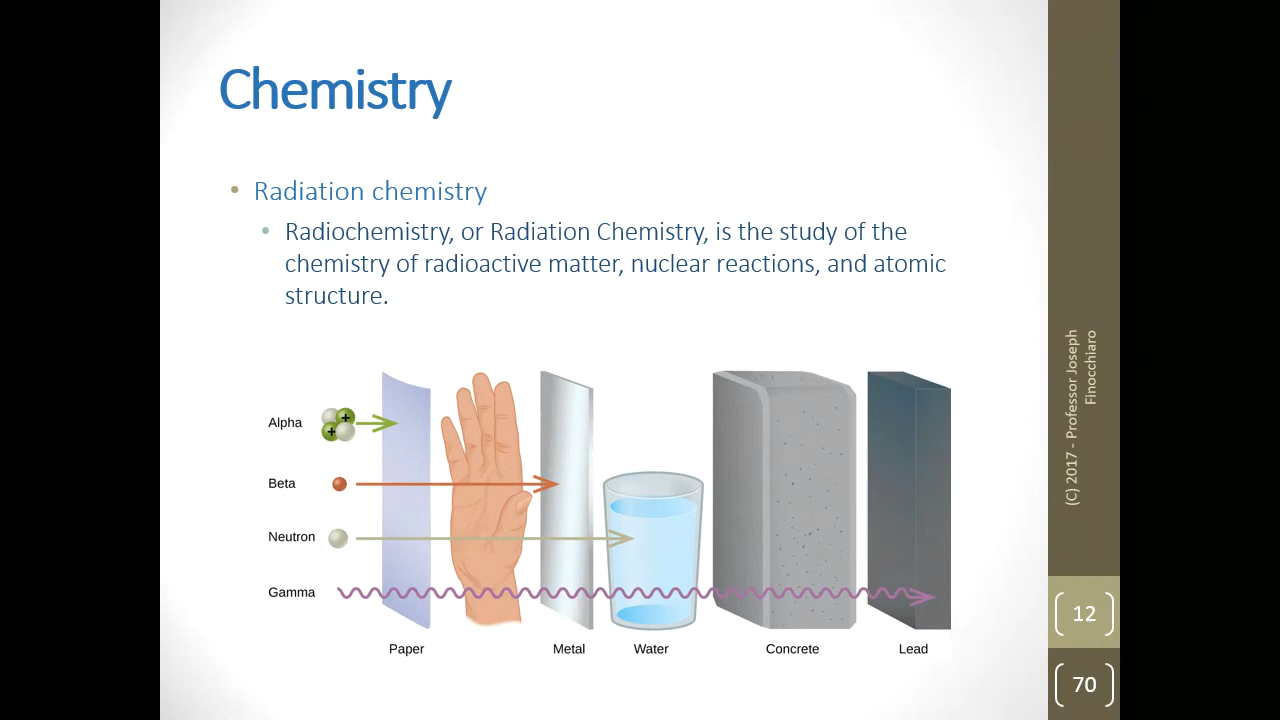 Chemistry
• Radiation chemistry
• Radiochemistry, or Radiation Chemistry, is the study of the
chemistry of radioactive matter, nuclear reactions, and atomic
structure.
Alpha
+
+
Beta
Neutron
Gamma
Paper
Metal
Water
Concrete
Lead
(C) 2017 - Professor Joseph
Finocchiaro
12
70